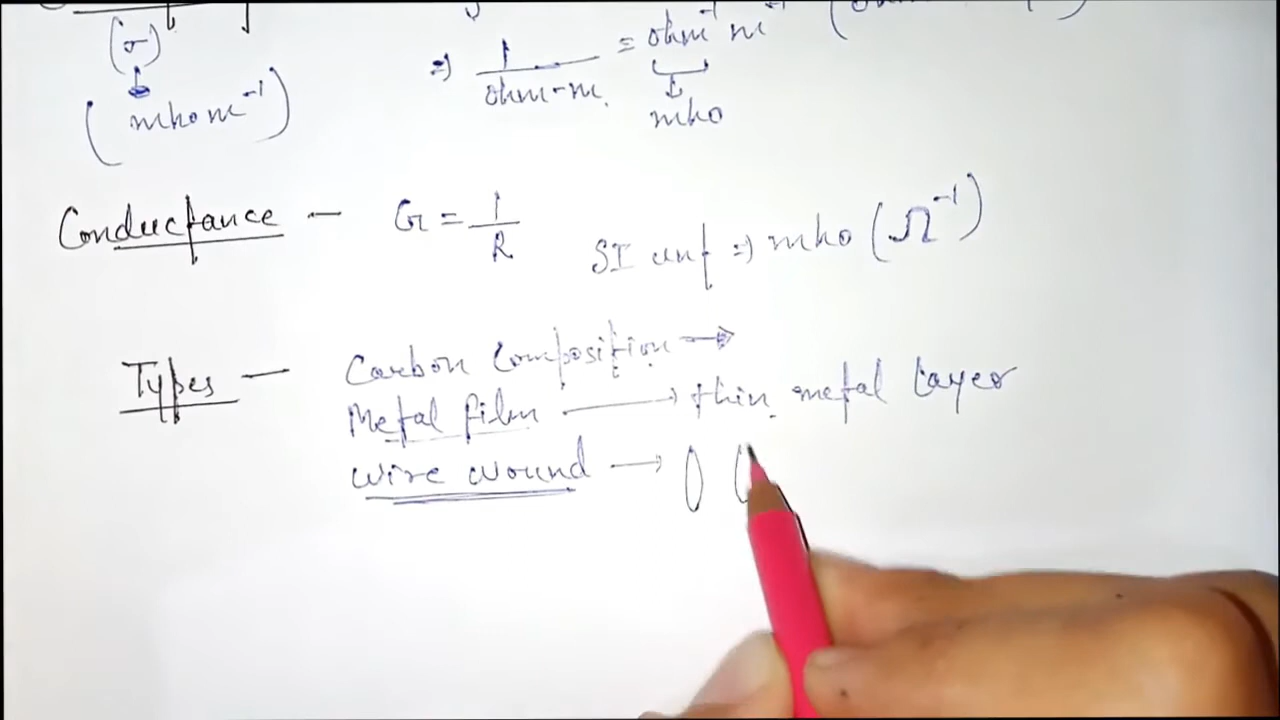 (σ)
⇒ 1/ohm-m. = ohm⁻¹ m⁻¹
mho
(mho m⁻¹)
Conductance — G = 1/R SI unit ⇒ mho (Ω⁻¹)
Types — Carbon Composition →
Metal film → thin metal layer
wire wound →